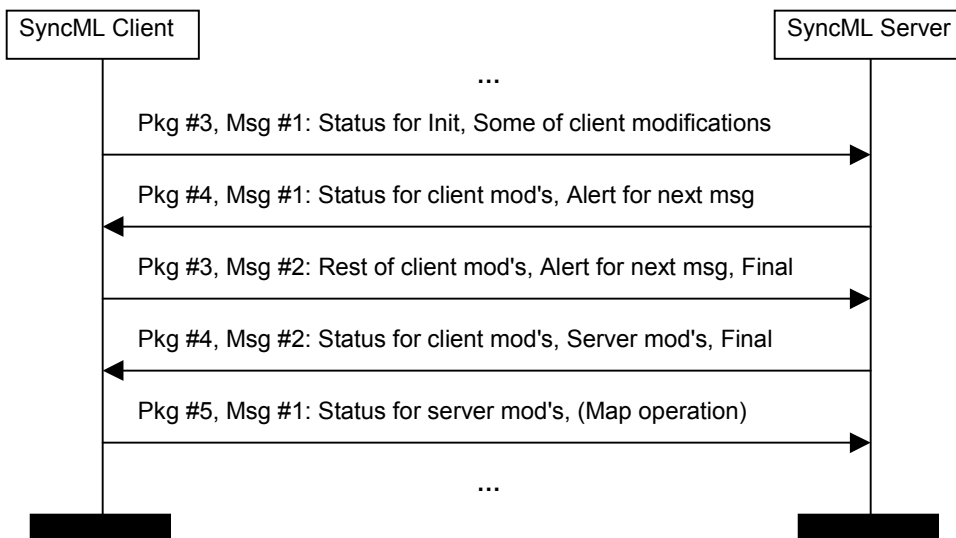 SyncML Client
SyncML Server
...
Pkg #3, Msg #1: Status for Init, Some of client modifications
Pkg #4, Msg #1: Status for client mod's, Alert for next msg
Pkg #3, Msg #2: Rest of client mod's, Alert for next msg, Final
Pkg #4, Msg #2: Status for client mod's, Server mod's, Final
Pkg #5, Msg #1: Status for server mod's, (Map operation)
...